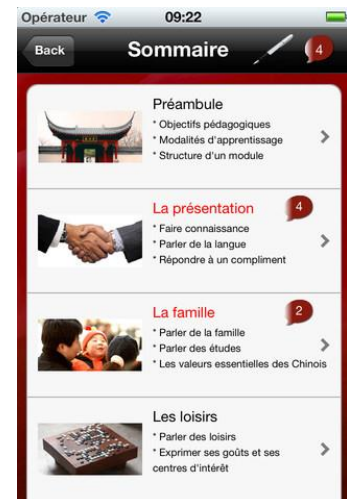 Opérateur 09:22
Back Sommaire 4
Préambule
* Objectifs pédagogiques
* Modalités d'apprentissage
* Structure d'un module
La présentation 4
* Faire connaissance
* Parler de la langue
* Répondre à un compliment
La famille 2
* Parler de la famille
* Parler des études
* Les valeurs essentielles des Chinois
Les loisirs
* Parler des loisirs
* Exprimer ses goûts et ses
centres d'intérêt